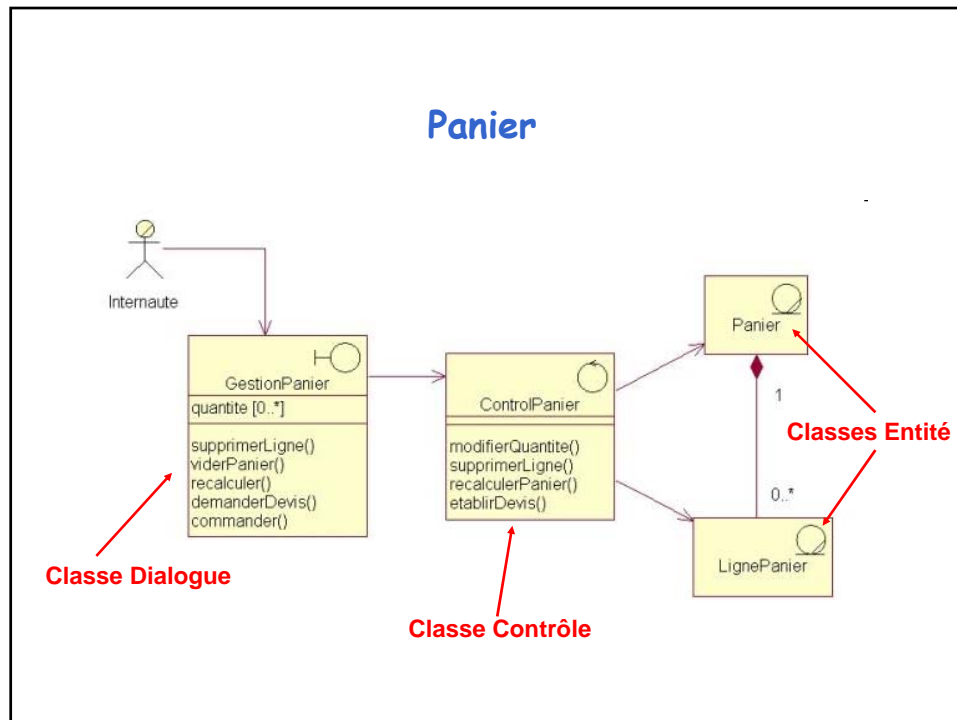 Panier
Internaute
GestionPanier
quantite [0..*]
supprimerLigne()
viderPanier()
recalculer()
demanderDevis()
commander()
ControlPanier
modifierQuantite()
supprimerLigne()
recalculerPanier()
etablirDevis()
Panier
1
Classes Entité
0..*
LignePanier
Classe Dialogue
Classe Contrôle